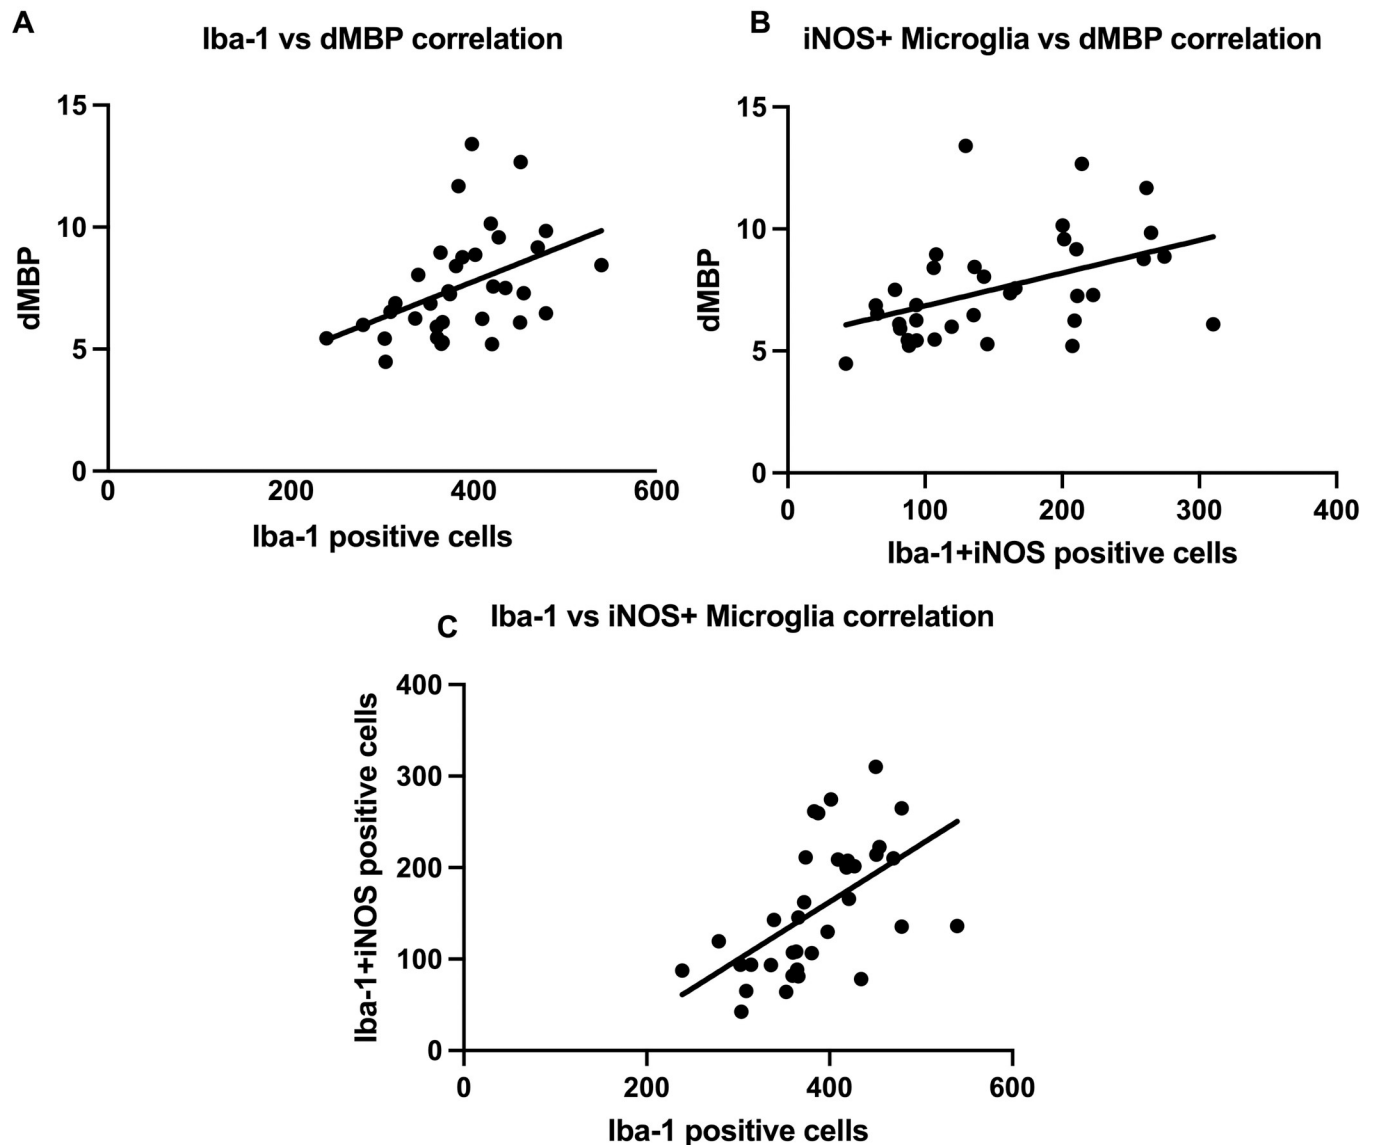 A
Iba-1 vs dMBP correlation
15
10
5
0
dMBP
0 200 400 600
Iba-1 positive cells
B
iNOS+ Microglia vs dMBP correlation
15
10
5
0
dMBP
0 100 200 300 400
Iba-1+iNOS positive cells
C
Iba-1 vs iNOS+ Microglia correlation
400
300
200
100
0
Iba-1+iNOS positive cells
0 200 400 600
Iba-1 positive cells